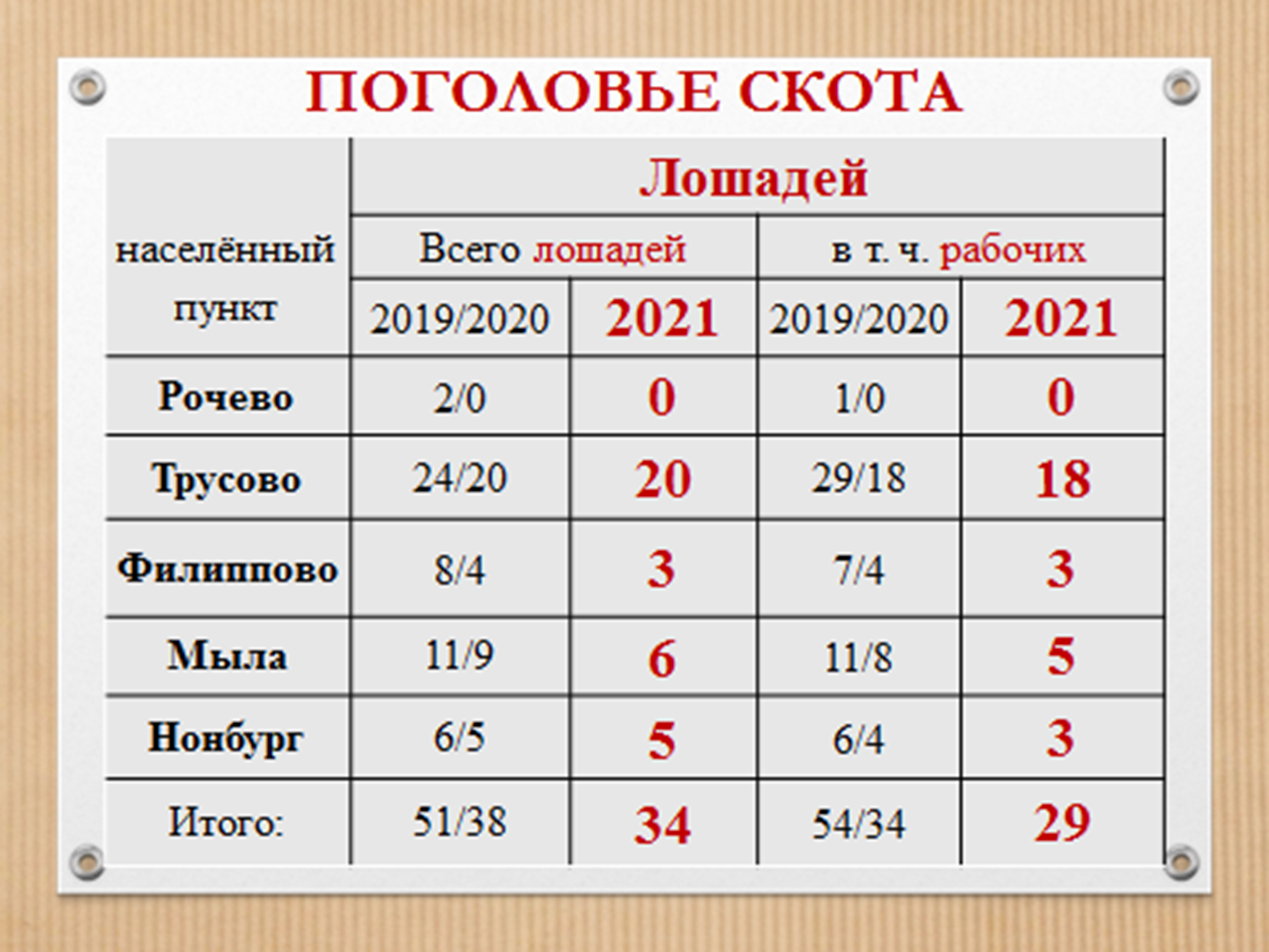 ПОГОЛОВЬЕ СКОТА
Лошадей
населённый
пункт
Всего лошадей
в т. ч. рабочих
2019/2020
2021
2019/2020
2021
Рочево 2/0 0 1/0 0
Трусово 24/20 20 29/18 18
Филиппово 8/4 3 7/4 3
Мыла 11/9 6 11/8 5
Нонбург 6/5 5 6/4 3
Итого: 51/38 34 54/34 29